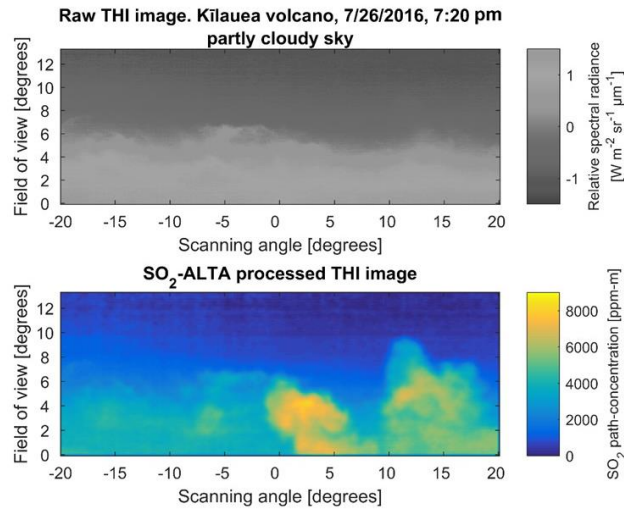 Raw THI image. Kīlauea volcano, 7/26/2016, 7:20 pm
partly cloudy sky
Field of view [degrees]
12
10
8
6
4
2
0
-20 -15 -10 -5 0 5 10 15 20
Scanning angle [degrees]
1
0
-1
Relative spectral radiance
[W m⁻² sr⁻¹ μm⁻¹]
SO₂-ALTA processed THI image
Field of view [degrees]
12
10
8
6
4
2
0
-20 -15 -10 -5 0 5 10 15 20
Scanning angle [degrees]
8000
6000
4000
2000
0
SO₂ path-concentration [ppm-m]